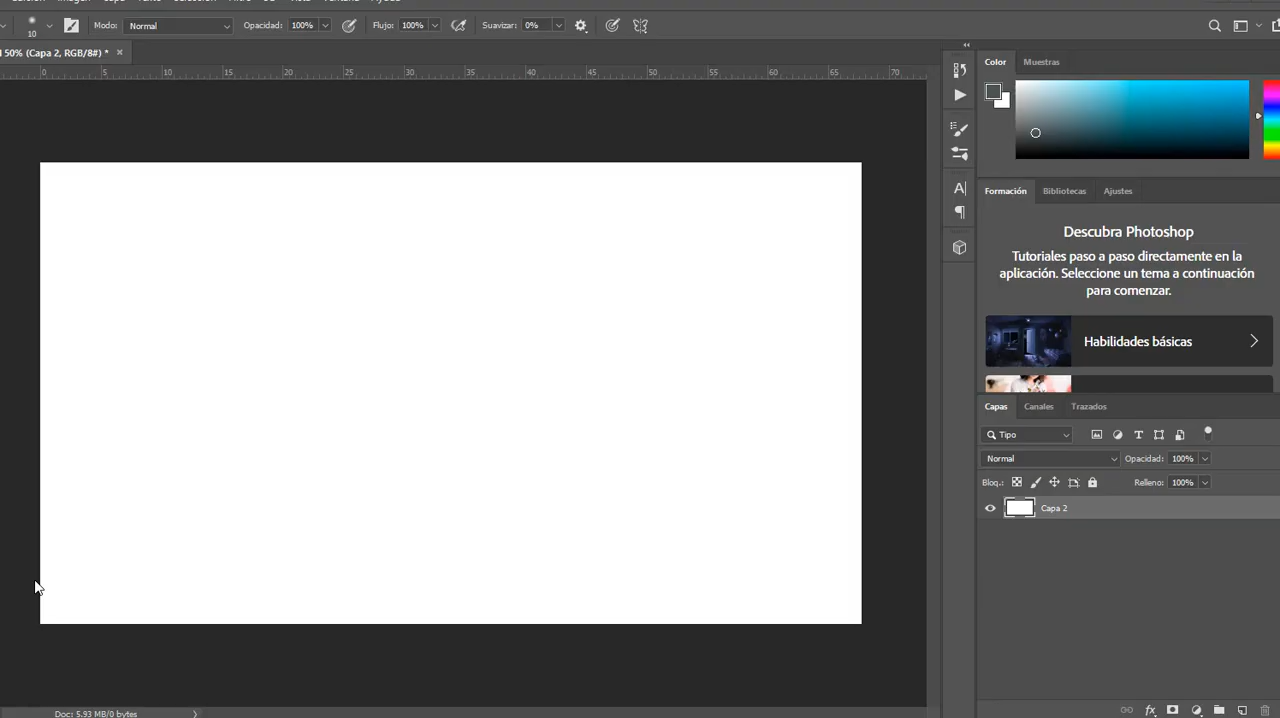 10 Modo: Normal Opacidad: 100% Flujo: 100% Suavizar: 0%
50% (Capa 2, RGB/8#) * ×
0 5 10 15 20 25 30 35 40 45 50 55 60 65 70
Color Muestras
Formación Bibliotecas Ajustes
Descubra Photoshop
Tutoriales paso a paso directamente en la
aplicación. Seleccione un tema a continuación
para comenzar.
Habilidades básicas
Capas Canales Trazados
Tipo
Normal Opacidad: 100%
Bloq.: Relleno: 100%
Capa 2
Doc: 5.93 MB/0 bytes